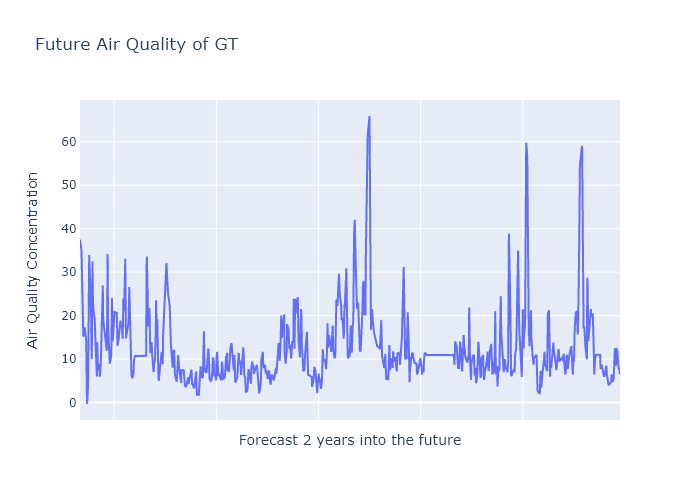 Future Air Quality of GT
60
50
40
30
20
10
0
Air Quality Concentration
Forecast 2 years into the future